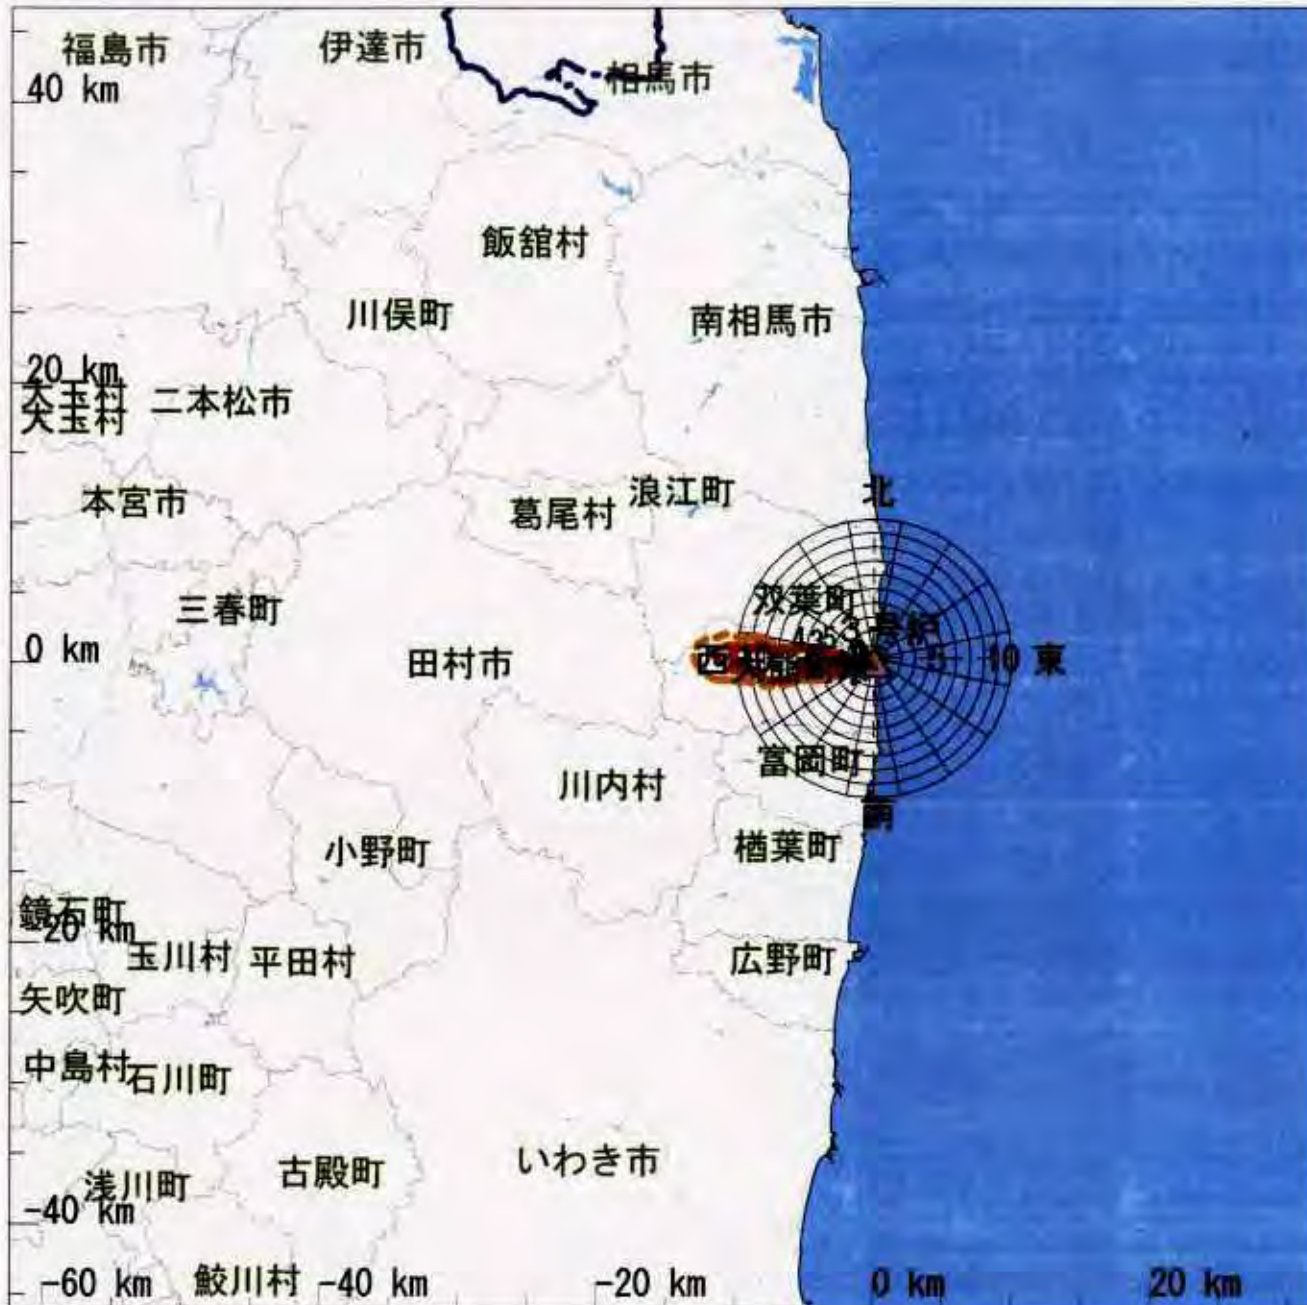 福島市 伊達市
相馬市
40 km
飯舘村
川俣町 南相馬市
20 km
大玉村
二本松市
大玉村
本宮市 葛尾村 浪江町 北
三春町 双葉町
3号炉
0 km 田村市 西 5 10 東
富岡町
川内村
南
小野町 楢葉町
鏡石町
-20 km
玉川村 平田村 広野町
矢吹町
中島村 石川町
いわき市
浅川町 古殿町
-40 km
-60 km 鮫川村 -40 km -20 km 0 km 20 km